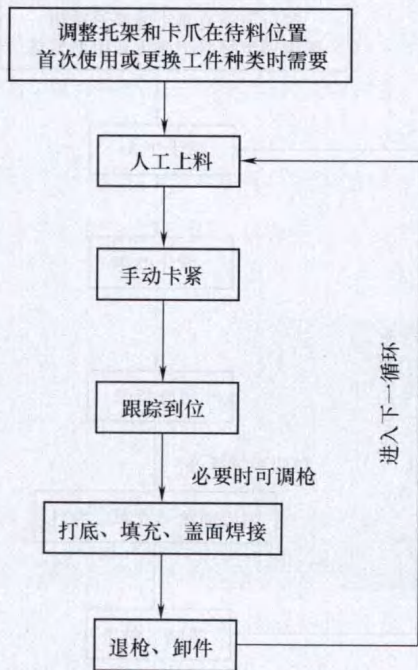 调整托架和卡爪在待料位置
首次使用或更换工件种类时需要
人工上料
手动卡紧
跟踪到位
必要时可调枪
打底、填充、盖面焊接
退枪、卸件
进入下一循环